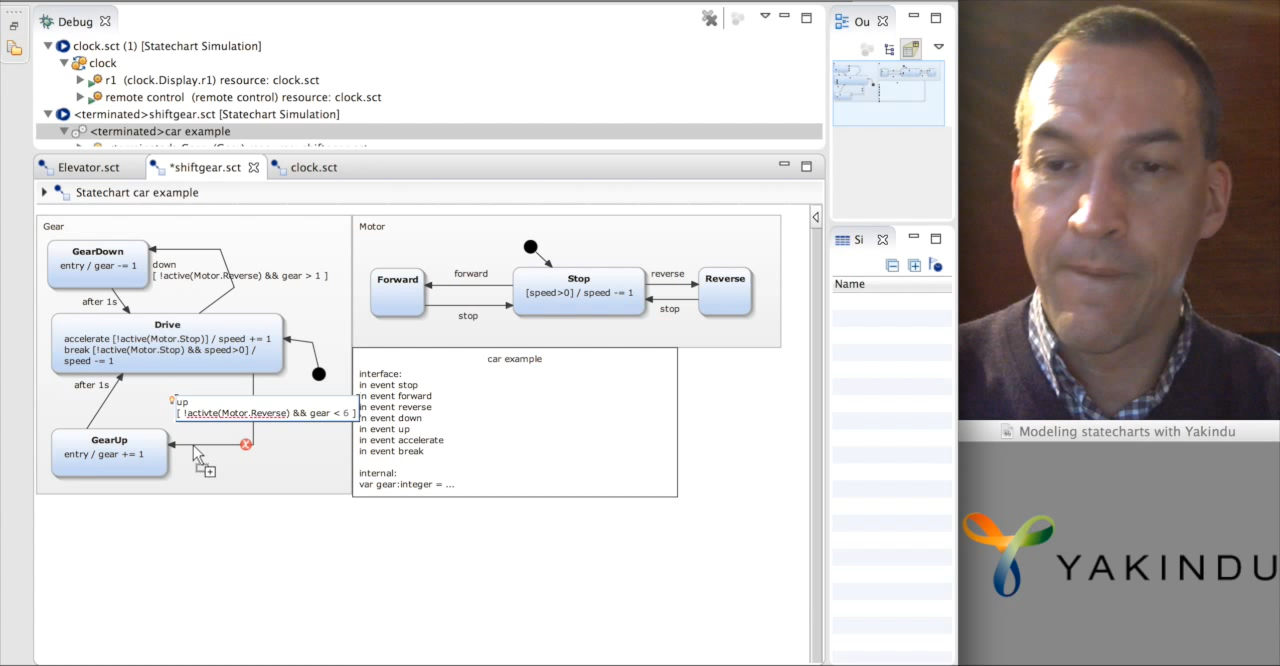 Debug
clock.sct (1) [Statechart Simulation]
clock
r1 (clock.Display.r1) resource: clock.sct
remote control (remote control) resource: clock.sct
<terminated>shiftgear.sct [Statechart Simulation]
<terminated>car example
Ou
Elevator.sct
*shiftgear.sct
clock.sct
Statechart car example
Gear
GearDown
entry / gear -= 1
down
[ !active(Motor.Reverse) && gear > 1 ]
after 1s
Drive
accelerate [!active(Motor.Stop)] / speed += 1
break [!active(Motor.Stop) && speed>0] /
speed -= 1
after 1s
up
[ !activte(Motor.Reverse) && gear < 6 ]
GearUp
entry / gear += 1
Motor
Forward
forward
stop
Stop
[speed>0] / speed -= 1
reverse
stop
Reverse
car example
interface:
in event stop
in event forward
in event reverse
in event down
in event up
in event accelerate
in event break
internal:
var gear:integer = ...
Si
Name
Modeling statecharts with Yakindu
YAKINDU